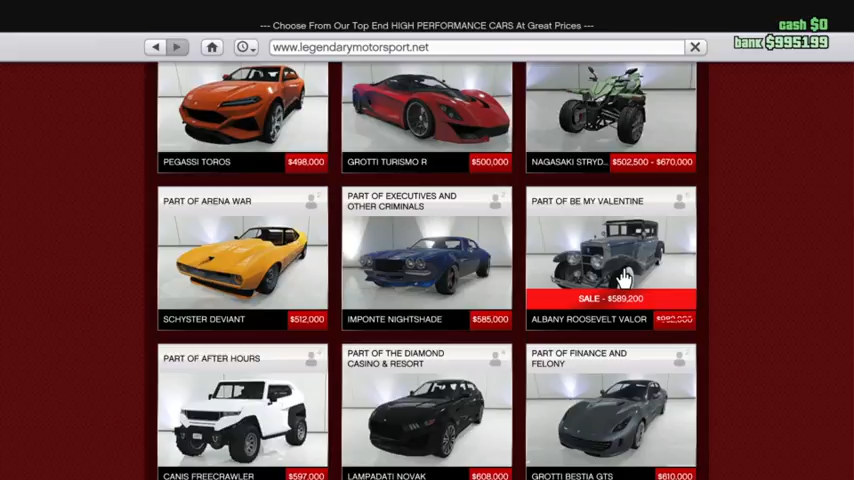 --- Choose From Our Top End HIGH PERFORMANCE CARS At Great Prices ---
cash $0
bank $995199
www.legendarymotorsport.net
PEGASSI TOROS $498,000
GROTTI TURISMO R $500,000
NAGASAKI STRYD... $502,500 - $670,000
PART OF ARENA WAR
PART OF EXECUTIVES AND
OTHER CRIMINALS
PART OF BE MY VALENTINE
SALE - $589,200
SCHYSTER DEVIANT $512,000
IMPONTE NIGHTSHADE $585,000
ALBANY ROOSEVELT VALOR $982,000
PART OF AFTER HOURS
PART OF THE DIAMOND
CASINO & RESORT
PART OF FINANCE AND
FELONY
CANIS FREECRAWLER $597,000
LAMPADATI NOVAK $608,000
GROTTI BESTIA GTS $610,000